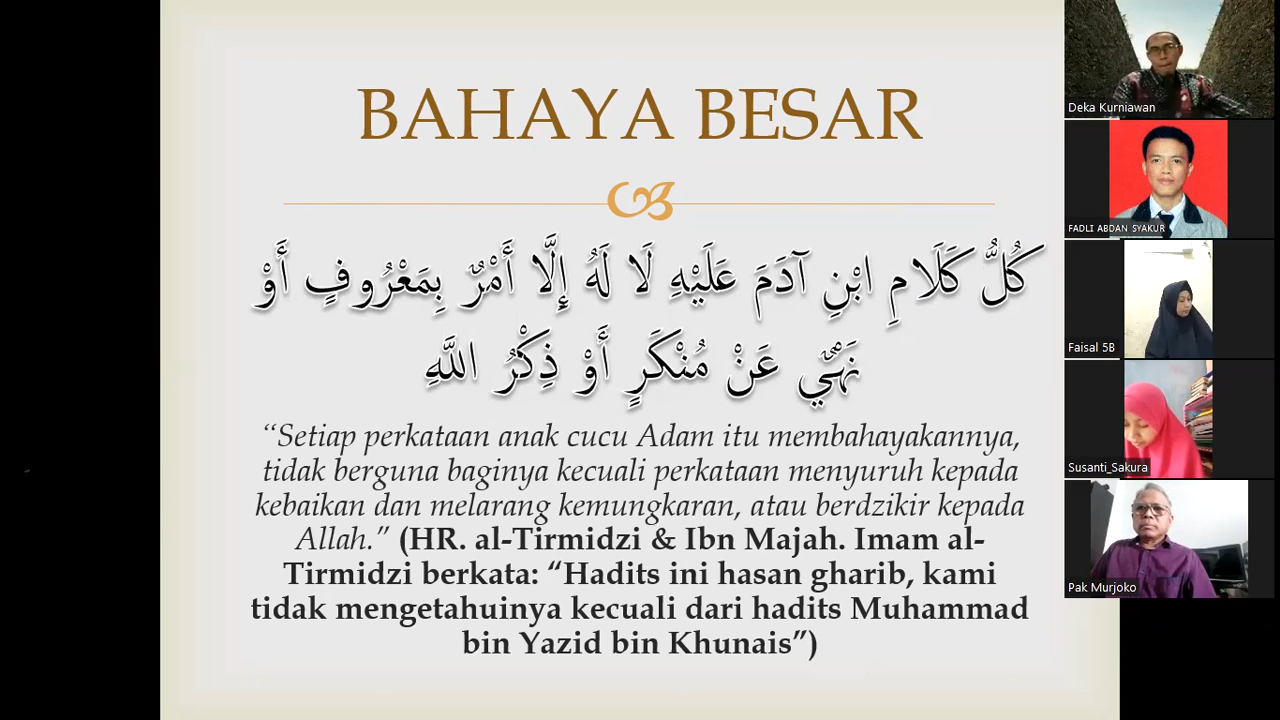 BAHAYA BESAR
كُلُّ كَلَامِ ابْنِ آدَمَ عَلَيْهِ لَا لَهُ إِلَّا أَمْرٌ بِمَعْرُوفٍ أَوْ
نَهْيٌ عَنْ مُنْكَرٍ أَوْ ذِكْرُ اللَّهِ
“Setiap perkataan anak cucu Adam itu membahayakannya,
tidak berguna baginya kecuali perkataan menyuruh kepada
kebaikan dan melarang kemungkaran, atau berdzikir kepada
Allah.” (HR. al-Tirmidzi & Ibn Majah. Imam al-
Tirmidzi berkata: “Hadits ini hasan gharib, kami
tidak mengetahuinya kecuali dari hadits Muhammad
bin Yazid bin Khunais”)
Deka Kurniawan
FADLI ABDAN SYAKUR
Faisal 5B
Susanti_Sakura
Pak Murjoko